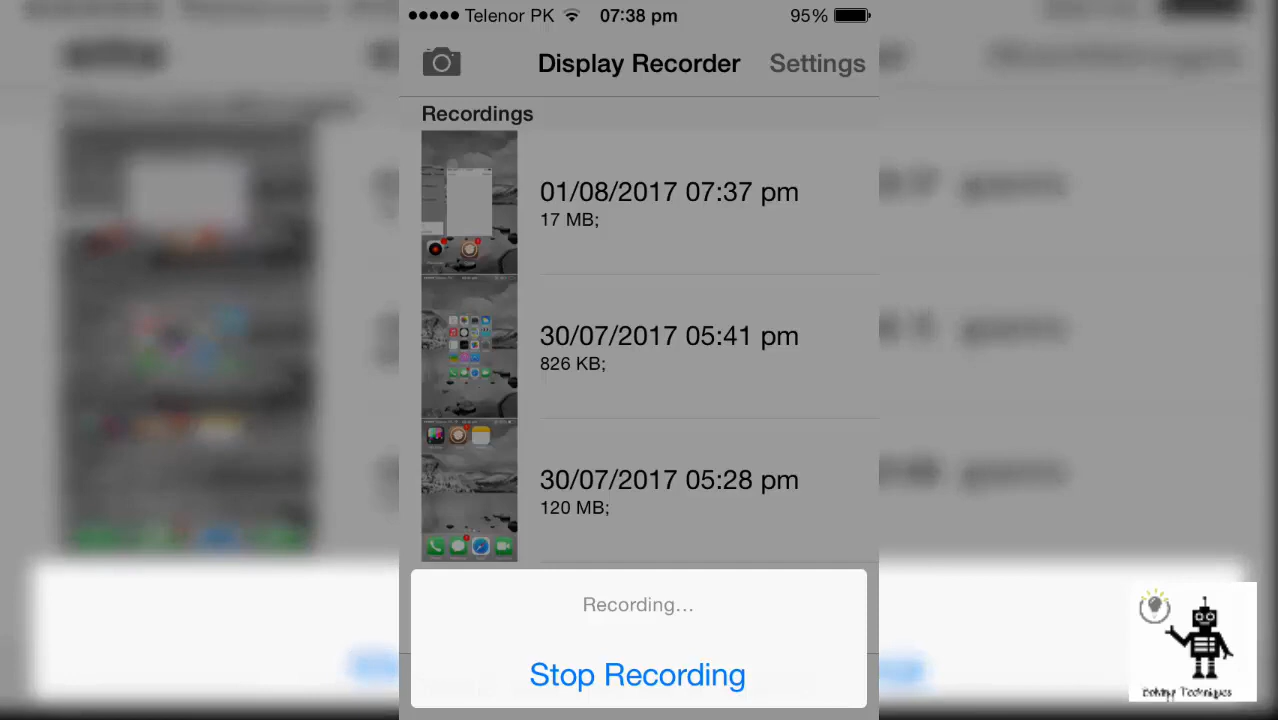 Telenor PK 07:38 pm 95%
Display Recorder Settings
Recordings
01/08/2017 07:37 pm
17 MB;
30/07/2017 05:41 pm
826 KB;
30/07/2017 05:28 pm
120 MB;
Recording...
Stop Recording
Techniques